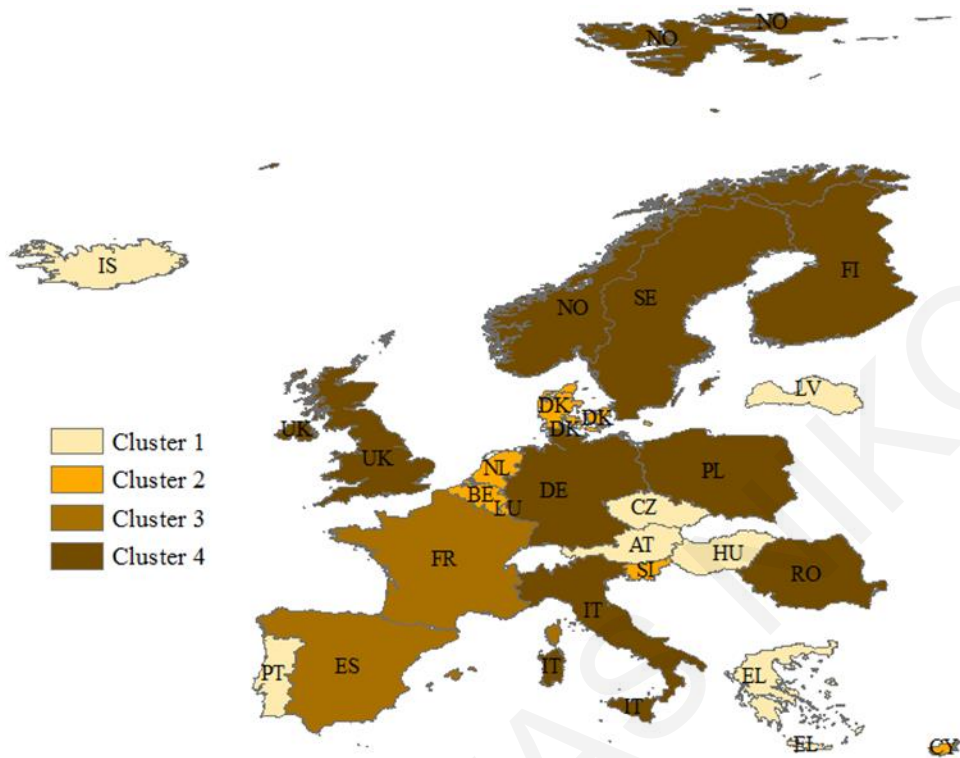 NO
NO
IS
FI
NO
SE
LV
DK
DK
DK
UK
UK
Cluster 1
Cluster 2
Cluster 3
Cluster 4
NL
BE
LU
DE
PL
CZ
AT
HU
SI
RO
FR
IT
PT
ES
IT
IT
EL
EL
CY